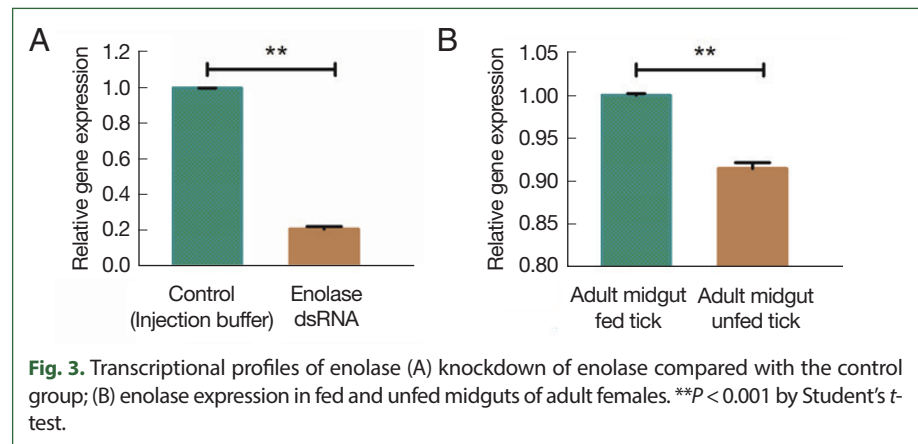 A
B
Relative gene expression
1.2
1.0
0.8
0.6
0.4
0.2
0.0
**
Control
(Injection buffer)
Enolase
dsRNA
Relative gene expression
1.05
1.00
0.95
0.90
0.85
0.80
**
Adult midgut
fed tick
Adult midgut
unfed tick
Fig. 3. Transcriptional profiles of enolase (A) knockdown of enolase compared with the control
group; (B) enolase expression in fed and unfed midguts of adult females. **P < 0.001 by Student’s t-
test.